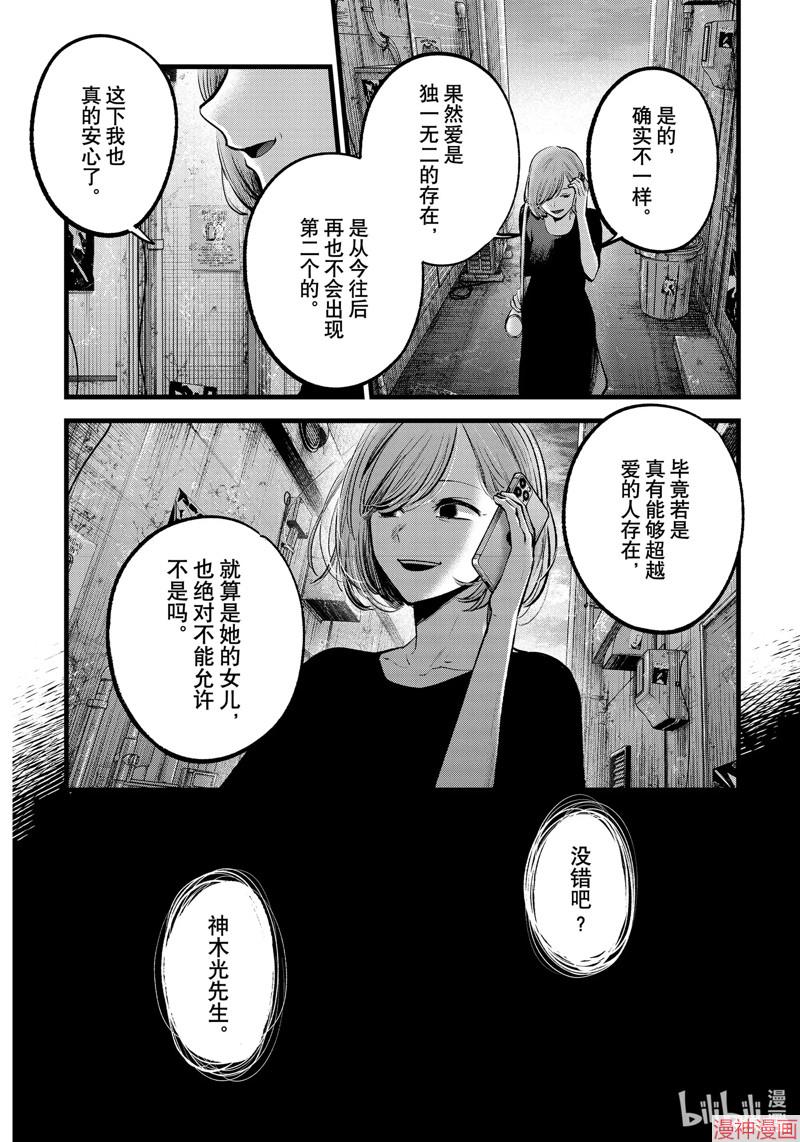 是的，
确实不一样。
果然爱是
独一无二的存在，
是从今往后
再也不会出现
第二个的。
这下我也
真的安心了。
毕竟若是
真有能够超越
爱的人存在，
就算是她的女儿，
也绝对不能允许
不是吗。
没错吧？
神木光先生。
bilibili
漫画
漫神漫画